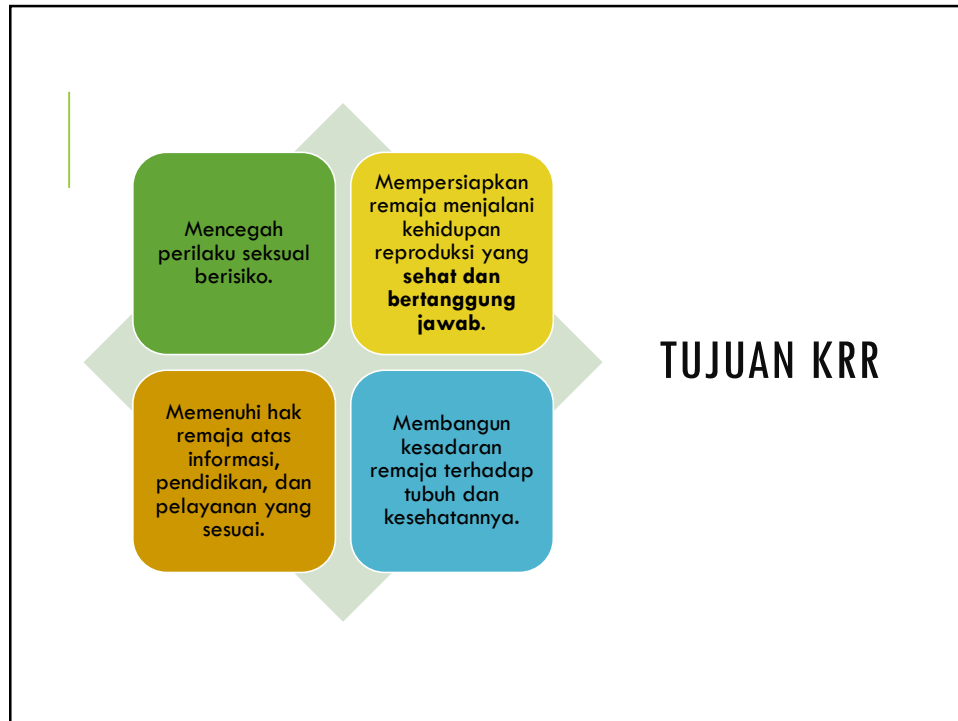 Mencegah
perilaku seksual
berisiko.
Mempersiapkan
remaja menjalani
kehidupan
reproduksi yang
sehat dan
bertanggung
jawab.
Memenuhi hak
remaja atas
informasi,
pendidikan, dan
pelayanan yang
sesuai.
Membangun
kesadaran
remaja terhadap
tubuh dan
kesehatannya.
TUJUAN KRR